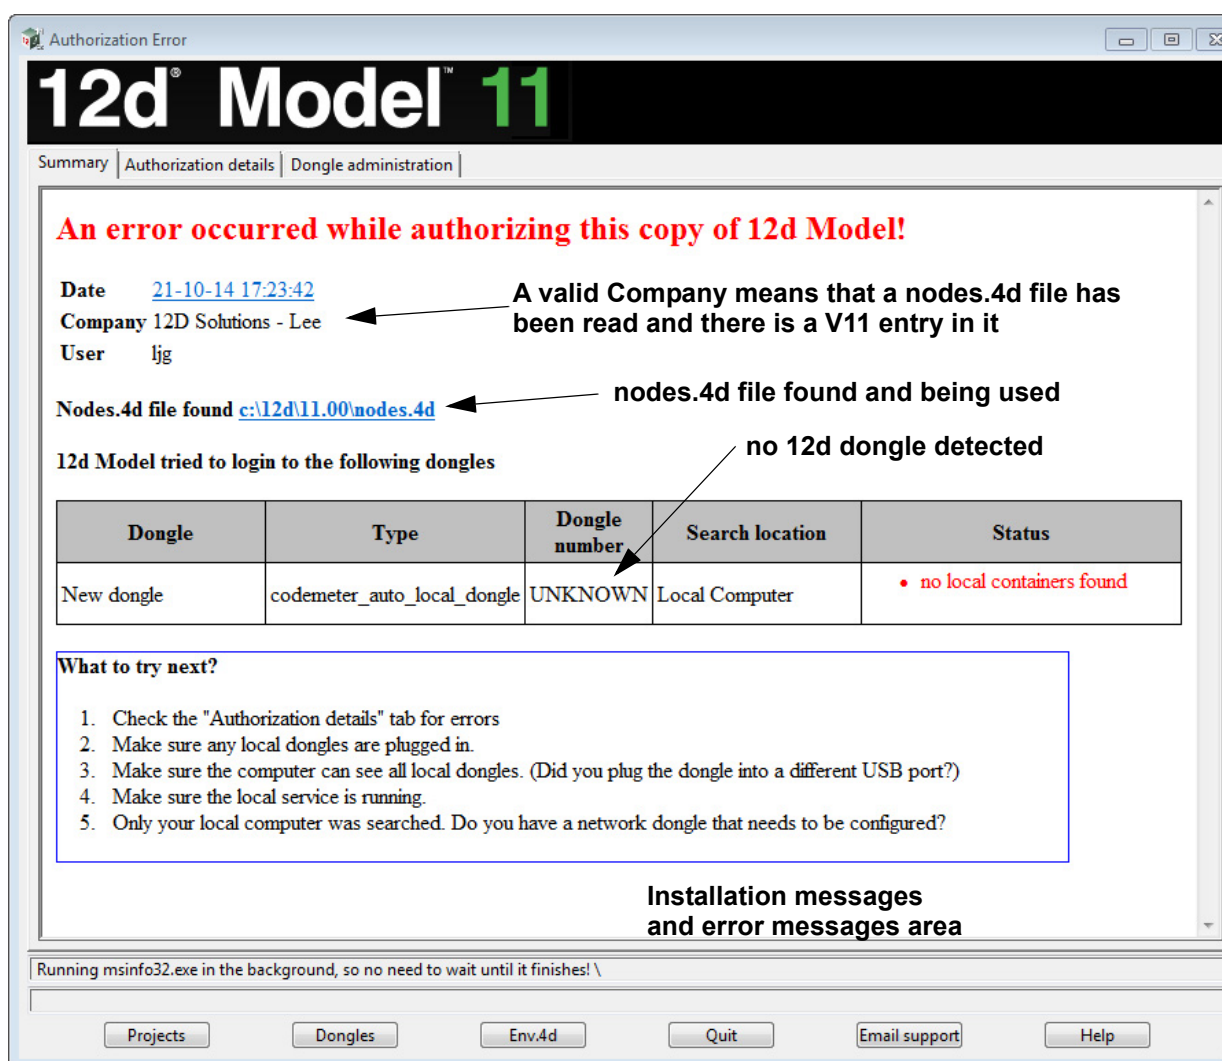 Authorization Error
12d® Model™ 11
Summary Authorization details Dongle administration
An error occurred while authorizing this copy of 12d Model!
Date 21-10-14 17:23:42
Company 12D Solutions - Lee
User ljg
A valid Company means that a nodes.4d file has
been read and there is a V11 entry in it
nodes.4d file found and being used
Nodes.4d file found c:\12d\11.00\nodes.4d
no 12d dongle detected
12d Model tried to login to the following dongles
Dongle Type Dongle number Search location Status
New dongle codemeter_auto_local_dongle UNKNOWN Local Computer • no local containers found
What to try next?
1. Check the "Authorization details" tab for errors
2. Make sure any local dongles are plugged in.
3. Make sure the computer can see all local dongles. (Did you plug the dongle into a different USB port?)
4. Make sure the local service is running.
5. Only your local computer was searched. Do you have a network dongle that needs to be configured?
Installation messages
and error messages area
Running msinfo32.exe in the background, so no need to wait until it finishes! \
Projects Dongles Env.4d Quit Email support Help